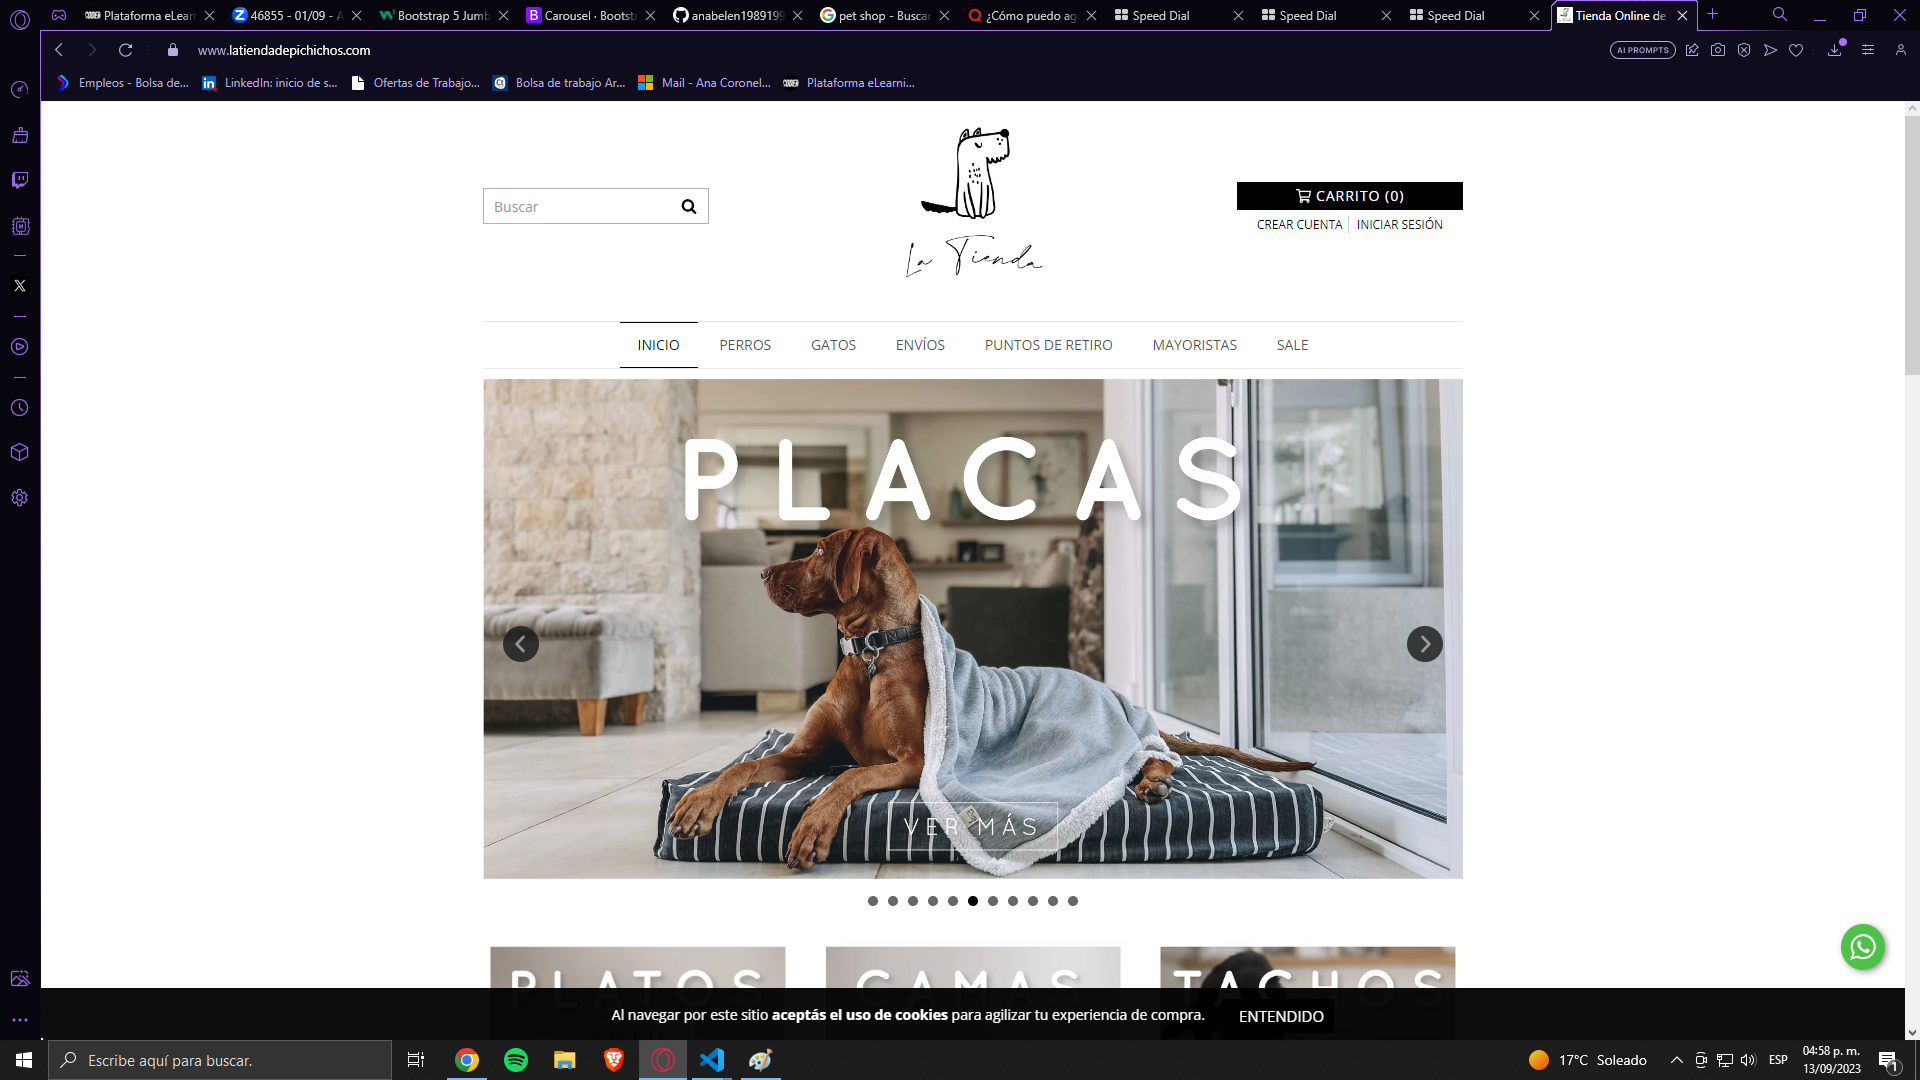 Plataforma eLearn
46855 - 01/09 - A
Bootstrap 5 Jumb
Carousel · Bootst
anabelen1989199
pet shop - Buscar
¿Cómo puedo ag
Speed Dial
Speed Dial
Speed Dial
Tienda Online de
www.latiendadepichichos.com
AI PROMPTS
Empleos - Bolsa de...
LinkedIn: inicio de s...
Ofertas de Trabajo...
Bolsa de trabajo Ar...
Mail - Ana Coronel...
Plataforma eLearni...
Buscar
La Tienda
CARRITO (0)
CREAR CUENTA
INICIAR SESIÓN
INICIO
PERROS
GATOS
ENVÍOS
PUNTOS DE RETIRO
MAYORISTAS
SALE
PLACAS
VER MÁS
PLATOS
CAMAS
TACHOS
Al navegar por este sitio aceptás el uso de cookies para agilizar tu experiencia de compra.
ENTENDIDO
Escribe aquí para buscar.
17°C Soleado
ESP
04:58 p. m.
13/09/2023
1